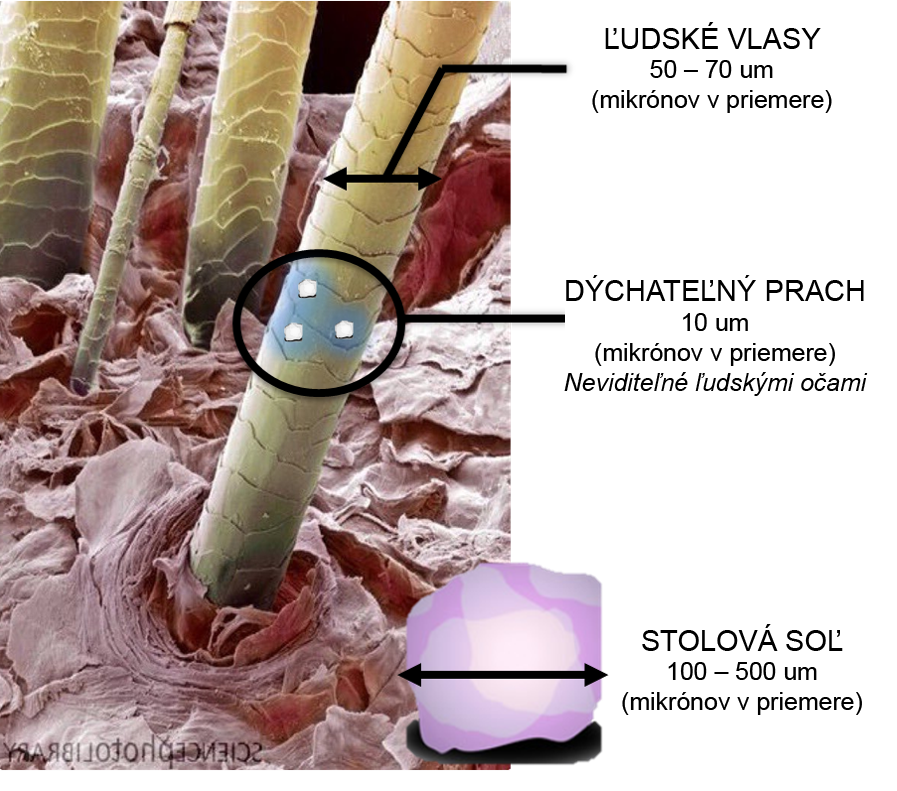 ĽUDSKÉ VLASY
50 – 70 um
(mikrónov v priemere)
DÝCHATEĽNÝ PRACH
10 um
(mikrónov v priemere)
Neviditeľné ľudskými očami
STOLOVÁ SOĽ
100 – 500 um
(mikrónov v priemere)
SCIENCEphotoLIBRARY